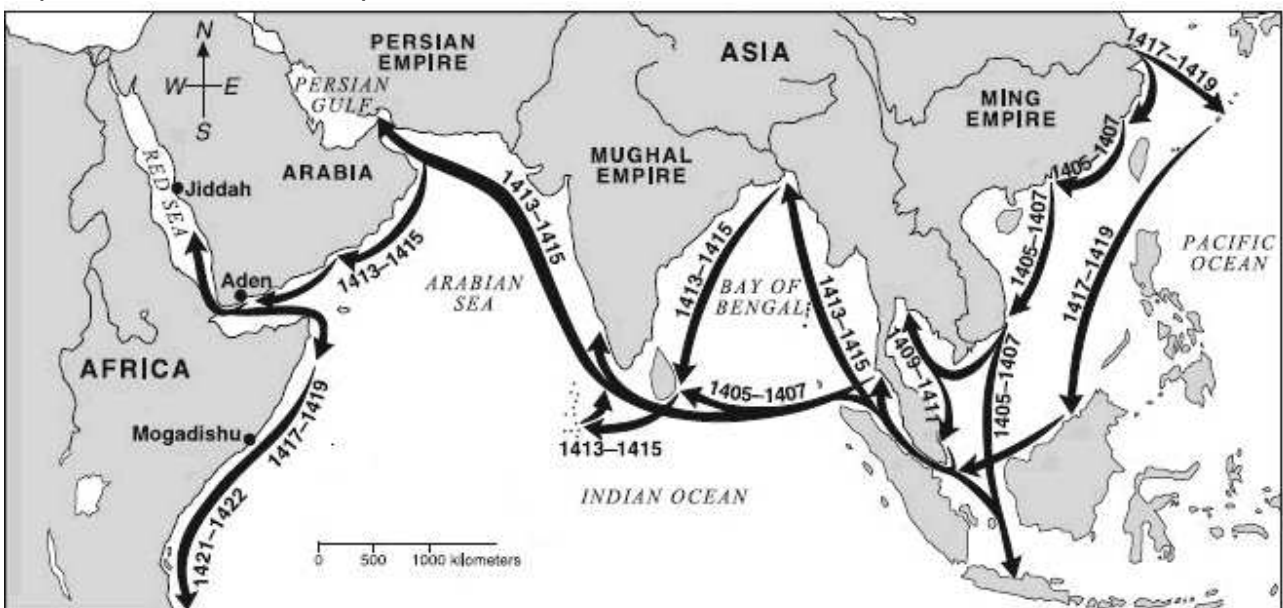 N
W E
S
PERSIAN
EMPIRE
PERSIAN
GULF
ASIA
MING
EMPIRE
1417–1419
MUGHAL
EMPIRE
ARABIA
RED SEA
Jiddah
1405–1407
1413–1415
1413–1415
1413–1415
1405–1407
PACIFIC
OCEAN
Aden
ARABIAN
SEA
BAY OF
BENGAL
1413–1415
1417–1419
AFRICA
1409–1411
1405–1407
1405–1407
Mogadishu
1417–1419
1413–1415
INDIAN OCEAN
1421–1422
0 500 1000 kilometers